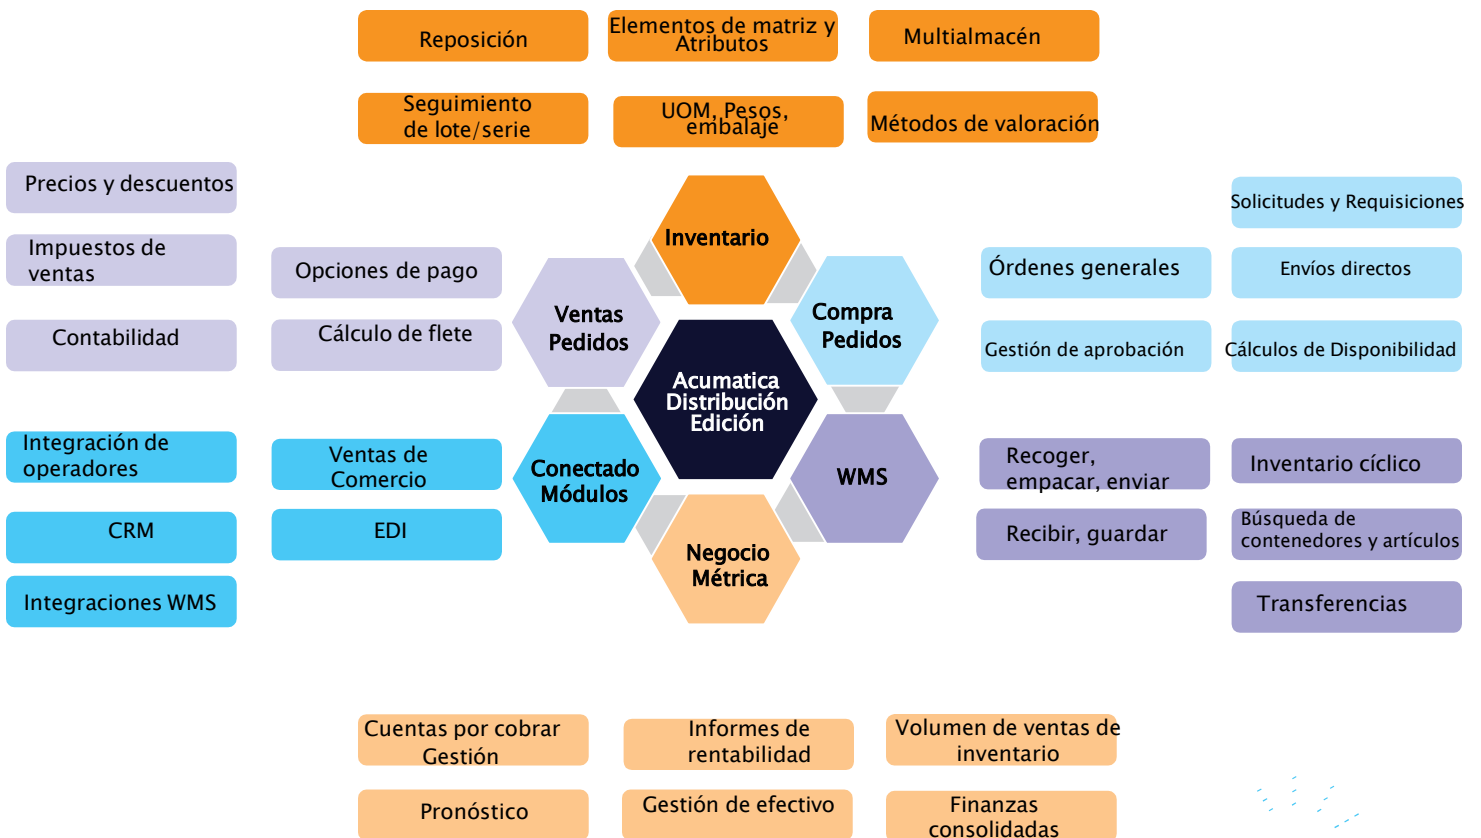 Reposición
Elementos de matriz y
Atributos
Multialmacén
Seguimiento
de lote/serie
UOM, Pesos,
embalaje
Métodos de valoración
Precios y descuentos
Impuestos de
ventas
Contabilidad
Opciones de pago
Cálculo de flete
Inventario
Ventas
Pedidos
Compra
Pedidos
Acumatica
Distribución
Edición
Conectado
Módulos
WMS
Negocio
Métrica
Solicitudes y Requisiciones
Órdenes generales
Envíos directos
Gestión de aprobación
Cálculos de Disponibilidad
Integración de
operadores
Ventas de
Comercio
CRM
EDI
Integraciones WMS
Recoger,
empacar, enviar
Inventario cíclico
Recibir, guardar
Búsqueda de
contenedores y artículos
Transferencias
Cuentas por cobrar
Gestión
Informes de
rentabilidad
Volumen de ventas de
inventario
Pronóstico
Gestión de efectivo
Finanzas
consolidadas